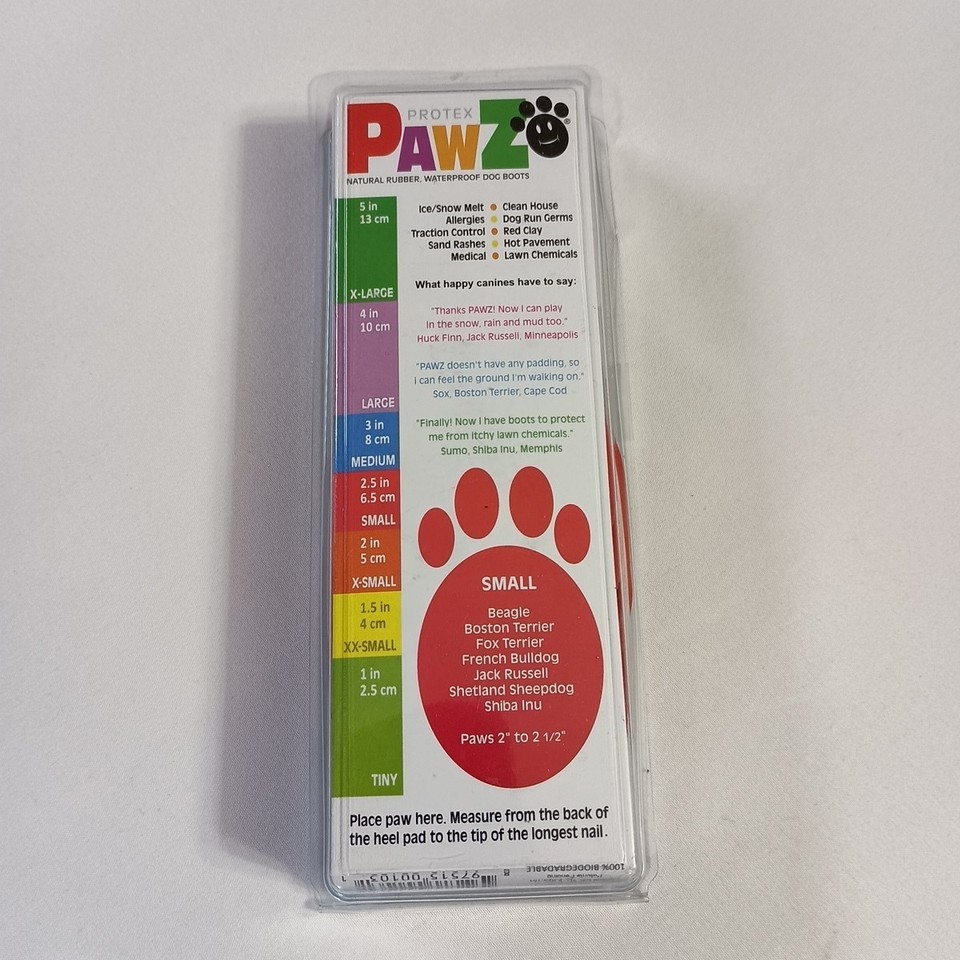 PROTEX
PAWZ®
NATURAL RUBBER, WATERPROOF DOG BOOTS
5 in
13 cm
X-LARGE
4 in
10 cm
LARGE
3 in
8 cm
MEDIUM
2.5 in
6.5 cm
SMALL
2 in
5 cm
X-SMALL
1.5 in
4 cm
XX-SMALL
1 in
2.5 cm
TINY
Ice/Snow Melt • Clean House
Allergies • Dog Run Germs
Traction Control • Red Clay
Sand Rashes • Hot Pavement
Medical • Lawn Chemicals
What happy canines have to say:
"Thanks PAWZ! Now I can play
in the snow, rain and mud too."
Huck Finn, Jack Russell, Minneapolis
"PAWZ doesn't have any padding, so
I can feel the ground I'm walking on."
Sox, Boston Terrier, Cape Cod
"Finally! Now I have boots to protect
me from itchy lawn chemicals."
Sumo, Shiba Inu, Memphis
SMALL
Beagle
Boston Terrier
Fox Terrier
French Bulldog
Jack Russell
Shetland Sheepdog
Shiba Inu
Paws 2" to 2 1/2"
Place paw here. Measure from the back of
the heel pad to the tip of the longest nail.
100% BIODEGRADABLE
8 97515 00103 1